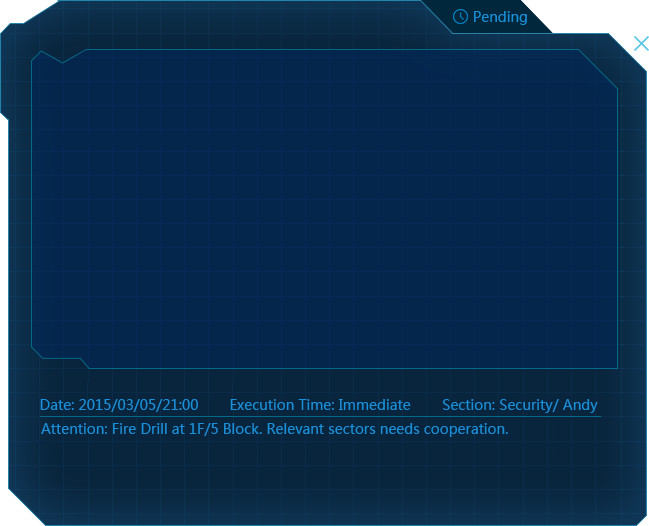 Pending
Date: 2015/03/05/21:00 Execution Time: Immediate Section: Security/ Andy
Attention: Fire Drill at 1F/5 Block. Relevant sectors needs cooperation.